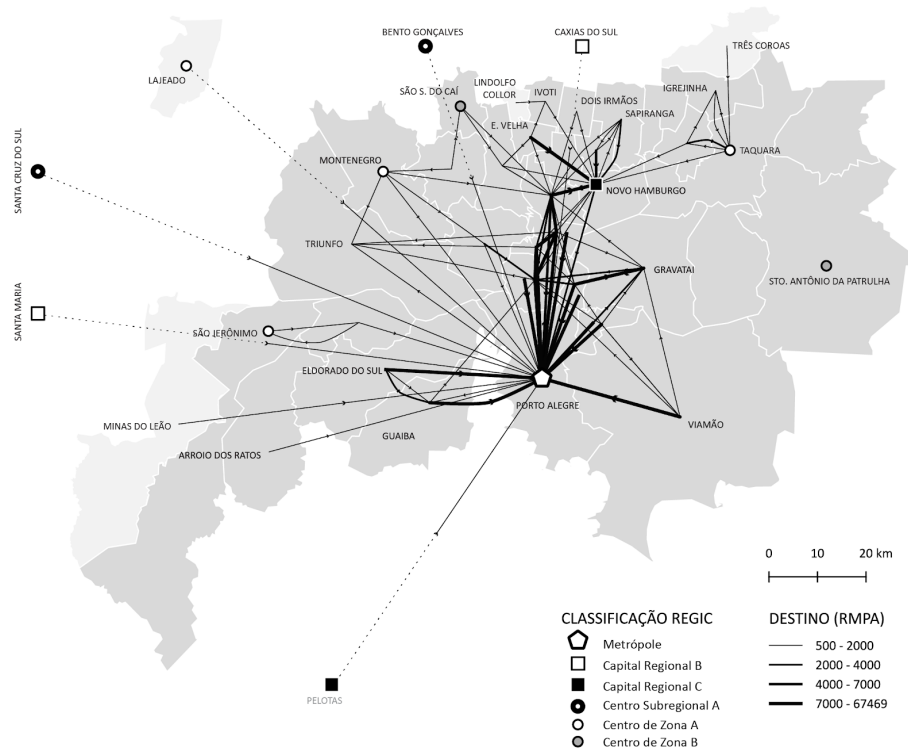 BENTO GONÇALVES
CAXIAS DO SUL
TRÊS COROAS
LAJEADO
SÃO S. DO CAÍ
LINDOLFO
COLLOR
IVOTI
DOIS IRMÃOS
IGREJINHA
E. VELHA
SAPIRANGA
TAQUARA
MONTENEGRO
SANTA CRUZ DO SUL
NOVO HAMBURGO
TRIUNFO
GRAVATAI
STO. ANTÔNIO DA PATRULHA
SANTA MARIA
SÃO JERÔNIMO
ELDORADO DO SUL
PORTO ALEGRE
VIAMÃO
MINAS DO LEÃO
GUAIBA
ARROIO DOS RATOS
PELOTAS
0 10 20 km
CLASSIFICAÇÃO REGIC
Metrópole
Capital Regional B
Capital Regional C
Centro Subregional A
Centro de Zona A
Centro de Zona B
DESTINO (RMPA)
500 - 2000
2000 - 4000
4000 - 7000
7000 - 67469